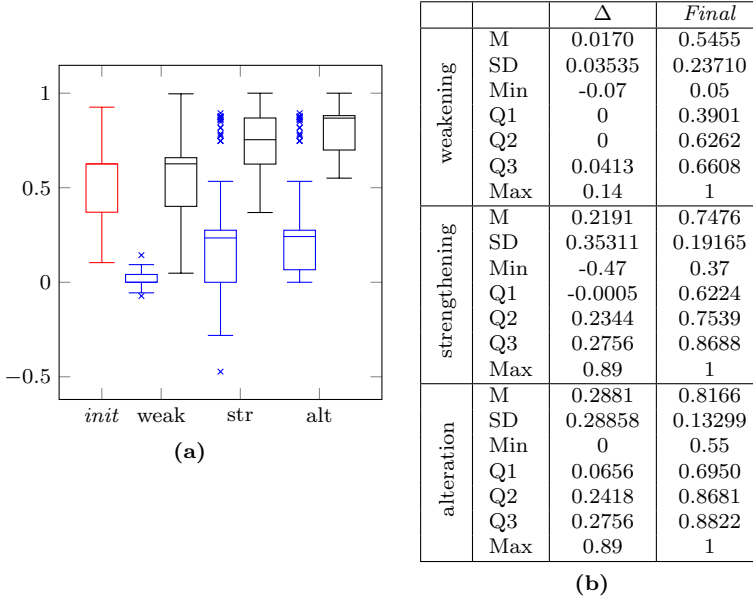 1
0.5
0
−0.5
init weak str alt
(a)
Δ Final
weakening
M 0.0170 0.5455
SD 0.03535 0.23710
Min -0.07 0.05
Q1 0 0.3901
Q2 0 0.6262
Q3 0.0413 0.6608
Max 0.14 1
strengthening
M 0.2191 0.7476
SD 0.35311 0.19165
Min -0.47 0.37
Q1 -0.0005 0.6224
Q2 0.2344 0.7539
Q3 0.2756 0.8688
Max 0.89 1
alteration
M 0.2881 0.8166
SD 0.28858 0.13299
Min 0 0.55
Q1 0.0656 0.6950
Q2 0.2418 0.8681
Q3 0.2756 0.8822
Max 0.89 1
(b)